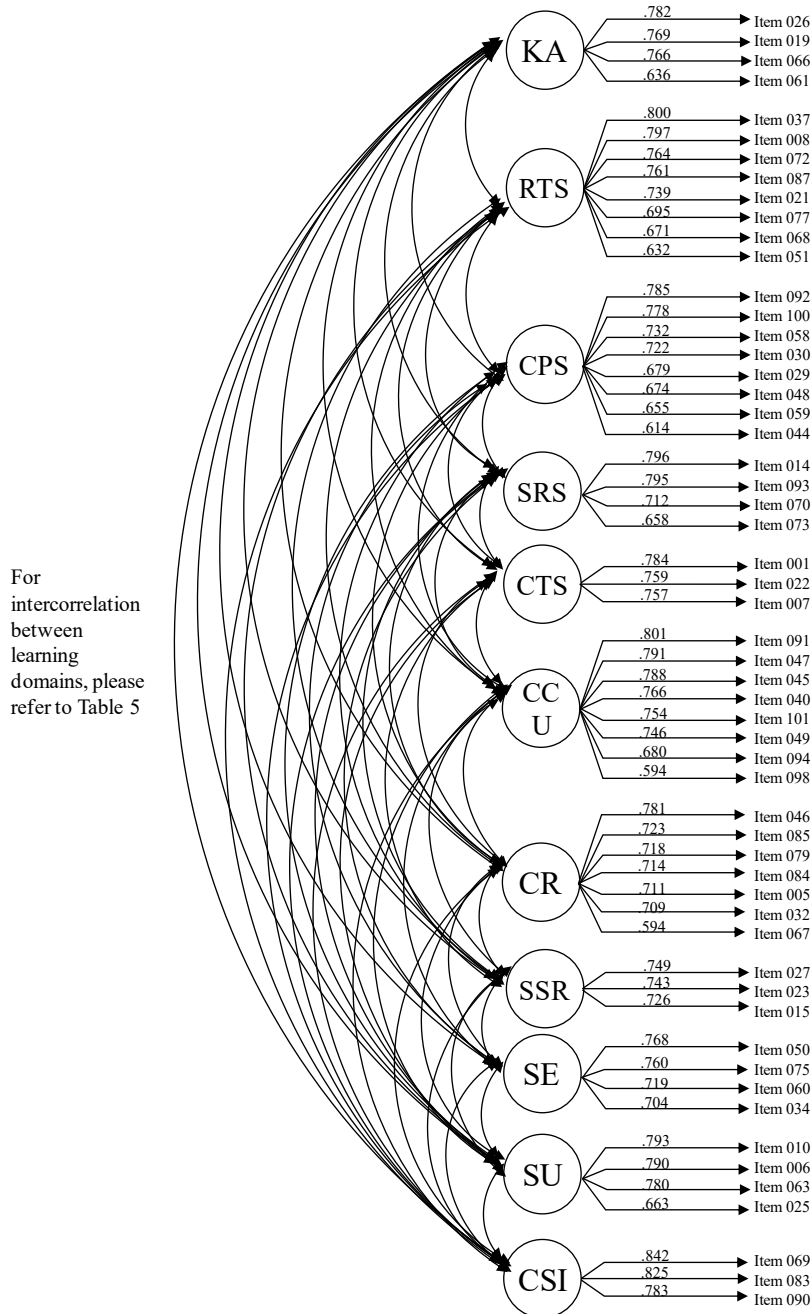 KA
.782 Item 026
.769 Item 019
.766 Item 066
.636 Item 061
RTS
.800 Item 037
.797 Item 008
.764 Item 072
.761 Item 087
.739 Item 021
.695 Item 077
.671 Item 068
.632 Item 051
CPS
.785 Item 092
.778 Item 100
.732 Item 058
.722 Item 030
.679 Item 029
.674 Item 048
.655 Item 059
.614 Item 044
SRS
.796 Item 014
.795 Item 093
.712 Item 070
.658 Item 073
For
intercorrelation
between
learning
domains, please
refer to Table 5
CTS
.784 Item 001
.759 Item 022
.757 Item 007
CC
U
.801 Item 091
.791 Item 047
.788 Item 045
.766 Item 040
.754 Item 101
.746 Item 049
.680 Item 094
.594 Item 098
CR
.781 Item 046
.723 Item 085
.718 Item 079
.714 Item 084
.711 Item 005
.709 Item 032
.594 Item 067
SSR
.749 Item 027
.743 Item 023
.726 Item 015
SE
.768 Item 050
.760 Item 075
.719 Item 060
.704 Item 034
SU
.793 Item 010
.790 Item 006
.780 Item 063
.663 Item 025
CSI
.842 Item 069
.825 Item 083
.783 Item 090